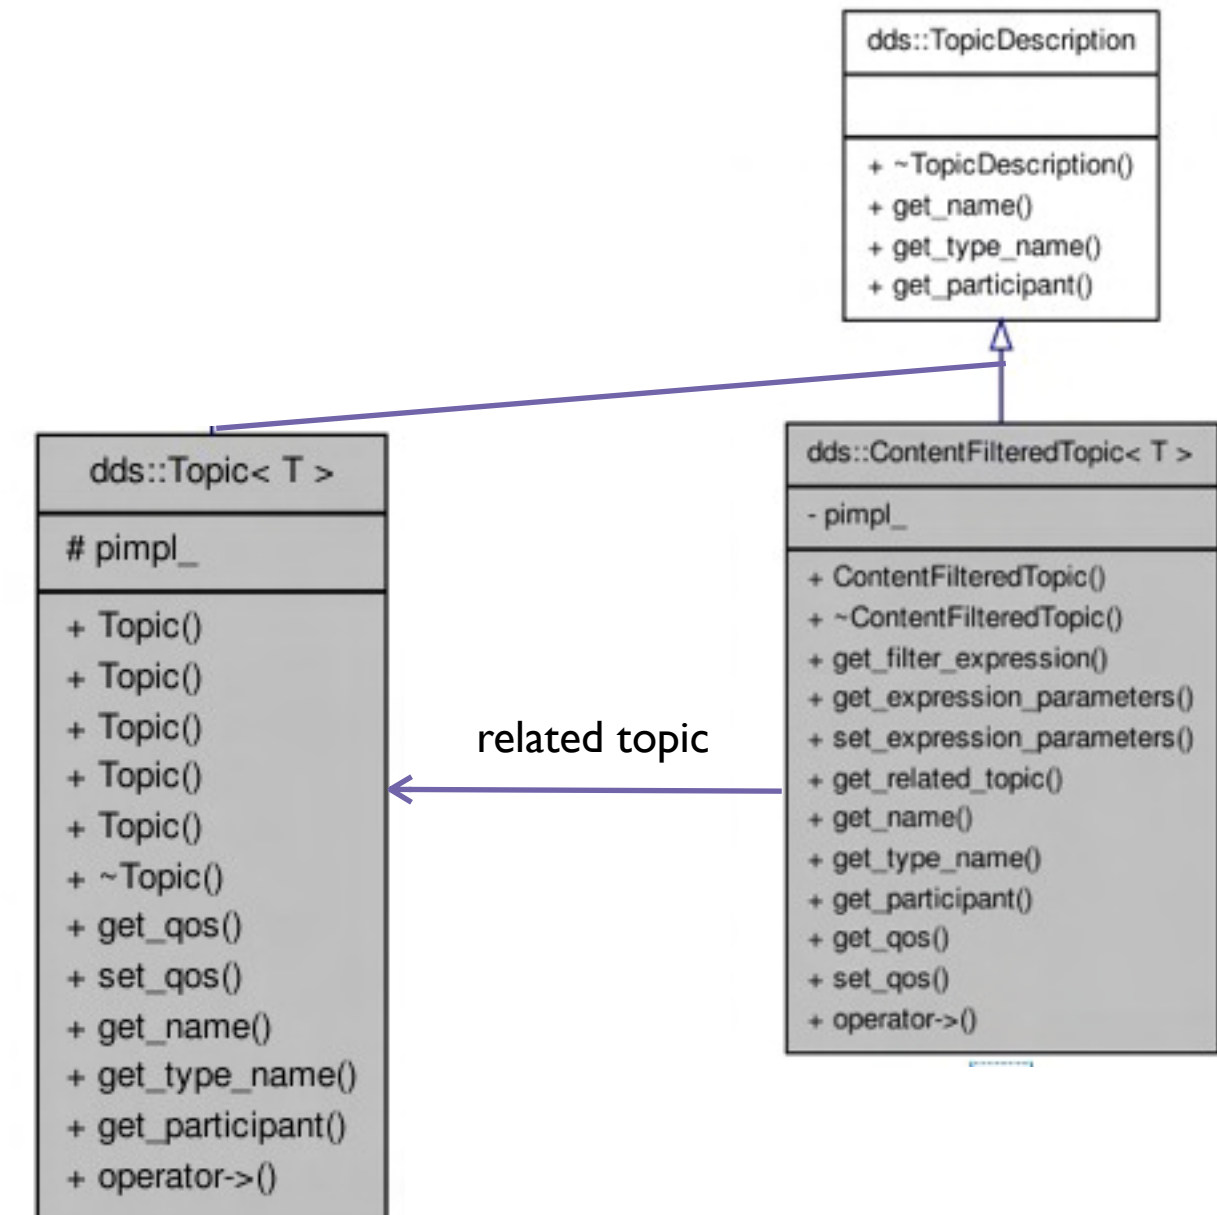 dds::TopicDescription
+ ~TopicDescription()
+ get_name()
+ get_type_name()
+ get_participant()
dds::Topic< T >
# pimpl_
+ Topic()
+ Topic()
+ Topic()
+ Topic()
+ Topic()
+ ~Topic()
+ get_qos()
+ set_qos()
+ get_name()
+ get_type_name()
+ get_participant()
+ operator->()
related topic
dds::ContentFilteredTopic< T >
- pimpl_
+ ContentFilteredTopic()
+ ~ContentFilteredTopic()
+ get_filter_expression()
+ get_expression_parameters()
+ set_expression_parameters()
+ get_related_topic()
+ get_name()
+ get_type_name()
+ get_participant()
+ get_qos()
+ set_qos()
+ operator->()